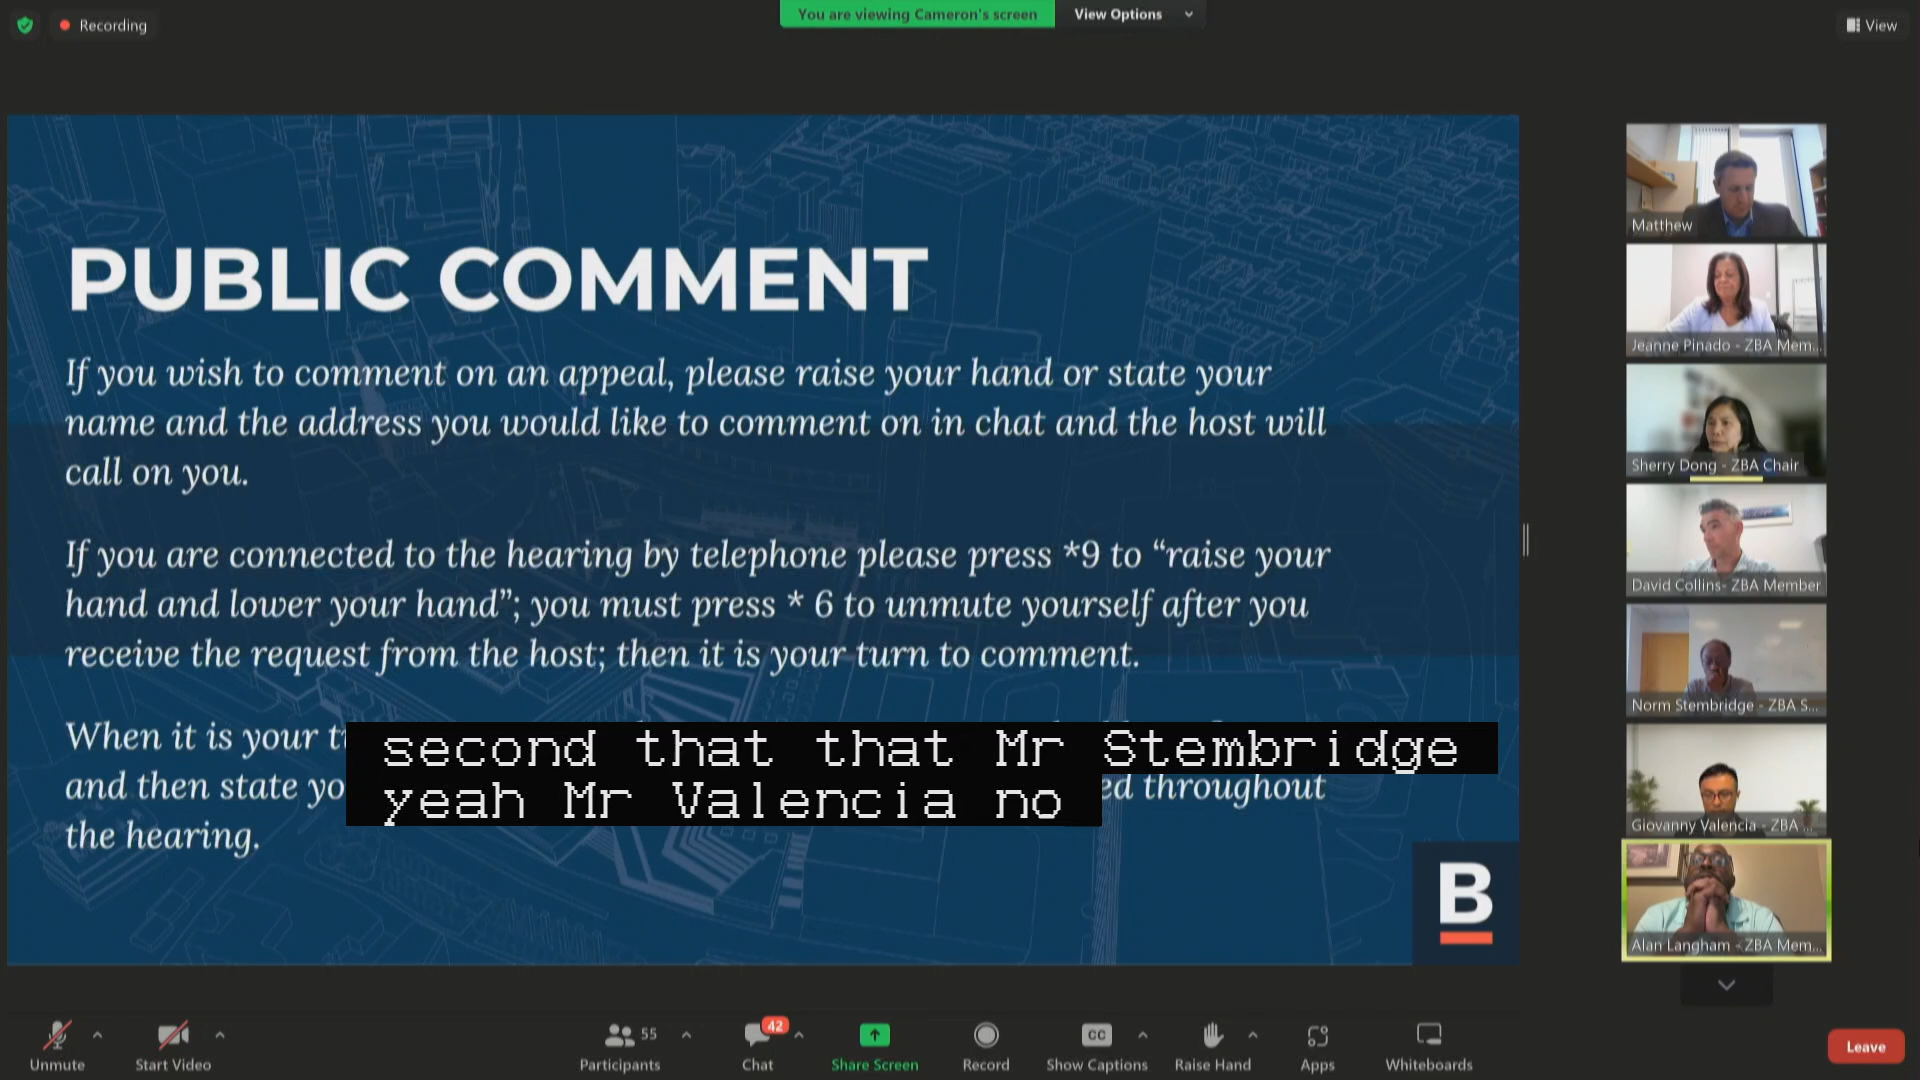 Recording
You are viewing Cameron's screen
View Options
View
PUBLIC COMMENT
If you wish to comment on an appeal, please raise your hand or state your
name and the address you would like to comment on in chat and the host will
call on you.
If you are connected to the hearing by telephone please press *9 to “raise your
hand and lower your hand”; you must press * 6 to unmute yourself after you
receive the request from the host; then it is your turn to comment.
When it is your
and then state
throughout
the hearing.
second that that Mr Stembridge
yeah Mr Valencia no
B
Matthew
Jeanne Pinado - ZBA Mem...
Sherry Dong - ZBA Chair
David Collins- ZBA Member
Norm Stembridge - ZBA S...
Giovanny Valencia - ZBA ...
Alan Langham - ZBA Mem...
Unmute
Start Video
55
Participants
42
Chat
Share Screen
Record
CC
Show Captions
Raise Hand
Apps
Whiteboards
Leave